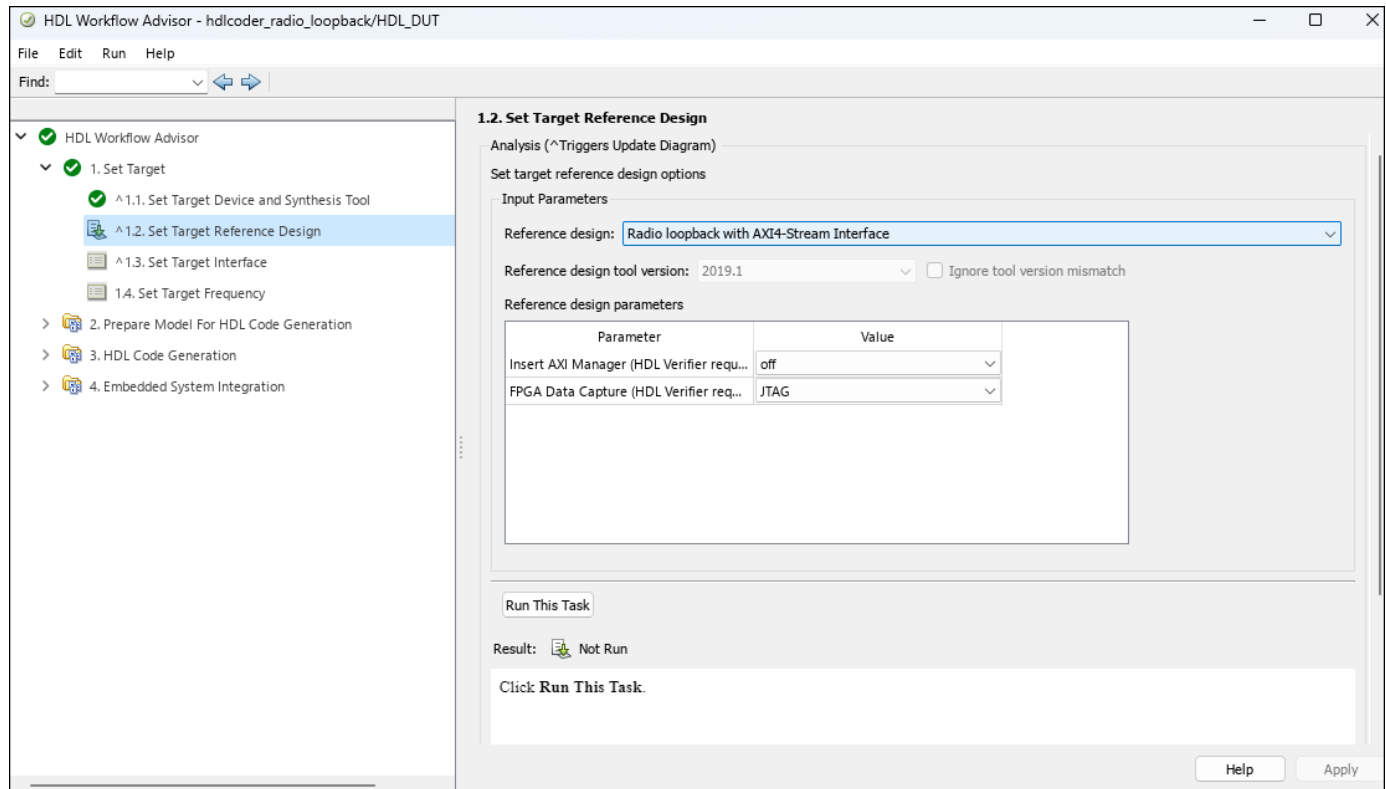 HDL Workflow Advisor - hdlcoder_radio_loopback/HDL_DUT
File Edit Run Help
Find:
HDL Workflow Advisor
1. Set Target
^1.1. Set Target Device and Synthesis Tool
^1.2. Set Target Reference Design
^1.3. Set Target Interface
1.4. Set Target Frequency
2. Prepare Model For HDL Code Generation
3. HDL Code Generation
4. Embedded System Integration
1.2. Set Target Reference Design
Analysis (^Triggers Update Diagram)
Set target reference design options
Input Parameters
Reference design: Radio loopback with AXI4-Stream Interface
Reference design tool version: 2019.1 Ignore tool version mismatch
Reference design parameters
Parameter Value
Insert AXI Manager (HDL Verifier requ... off
FPGA Data Capture (HDL Verifier req... JTAG
Run This Task
Result: Not Run
Click Run This Task.
Help Apply